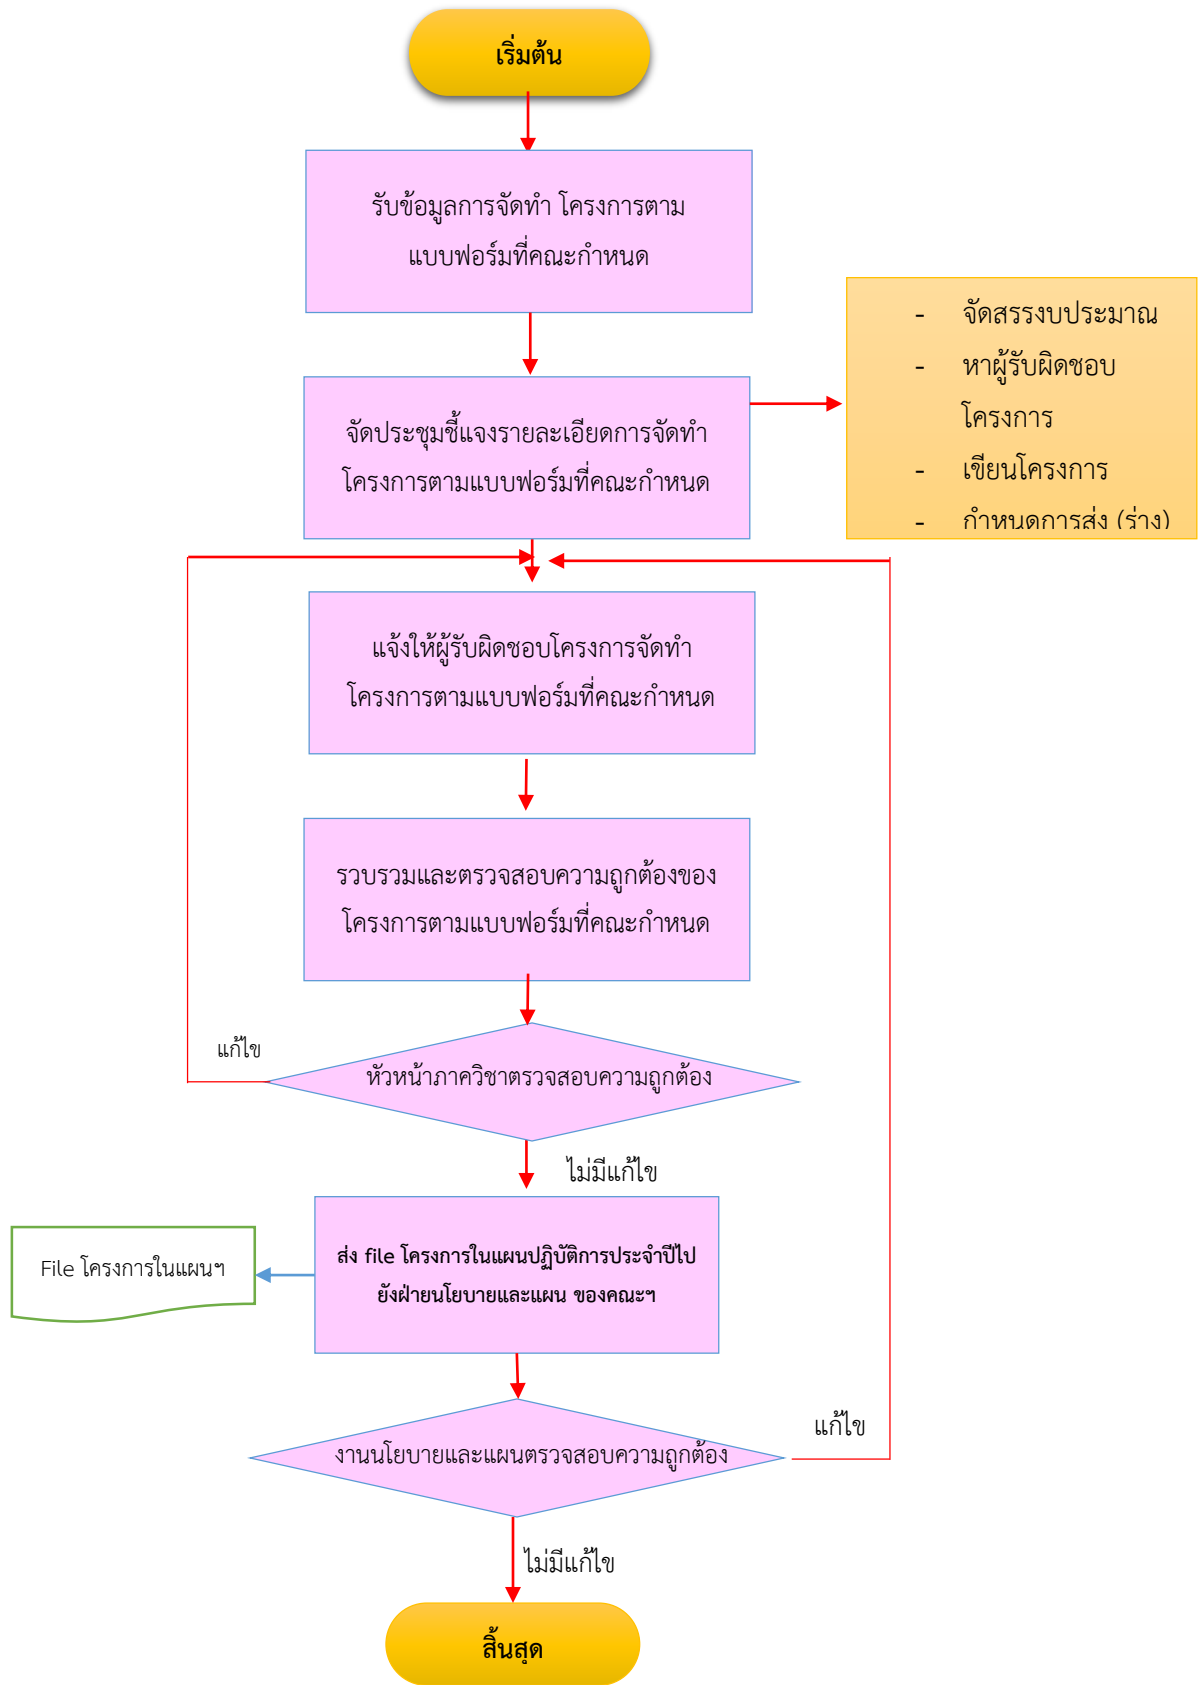 เริ่มต้น
รับข้อมูลการจัดทำ โครงการตาม
แบบฟอร์มที่คณะกำหนด
จัดประชุมชี้แจงรายละเอียดการจัดทำ
โครงการตามแบบฟอร์มที่คณะกำหนด
- จัดสรรงบประมาณ
- หาผู้รับผิดชอบ
โครงการ
- เขียนโครงการ
- กำหนดการส่ง (ร่าง)
แจ้งให้ผู้รับผิดชอบโครงการจัดทำ
โครงการตามแบบฟอร์มที่คณะกำหนด
รวบรวมและตรวจสอบความถูกต้องของ
โครงการตามแบบฟอร์มที่คณะกำหนด
แก้ไข
หัวหน้าภาควิชาตรวจสอบความถูกต้อง
ไม่มีแก้ไข
ส่ง file โครงการในแผนปฏิบัติการประจำปีไป
ยังฝ่ายนโยบายและแผน ของคณะฯ
File โครงการในแผนฯ
แก้ไข
งานนโยบายและแผนตรวจสอบความถูกต้อง
ไม่มีแก้ไข
สิ้นสุด